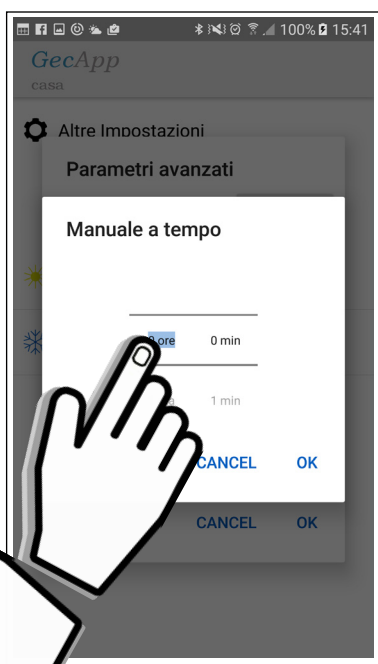 100% 15:41
GecApp
casa
Altre Impostazioni
Parametri avanzati
Manuale a tempo
ore 0 min
1 min
CANCEL OK
CANCEL OK